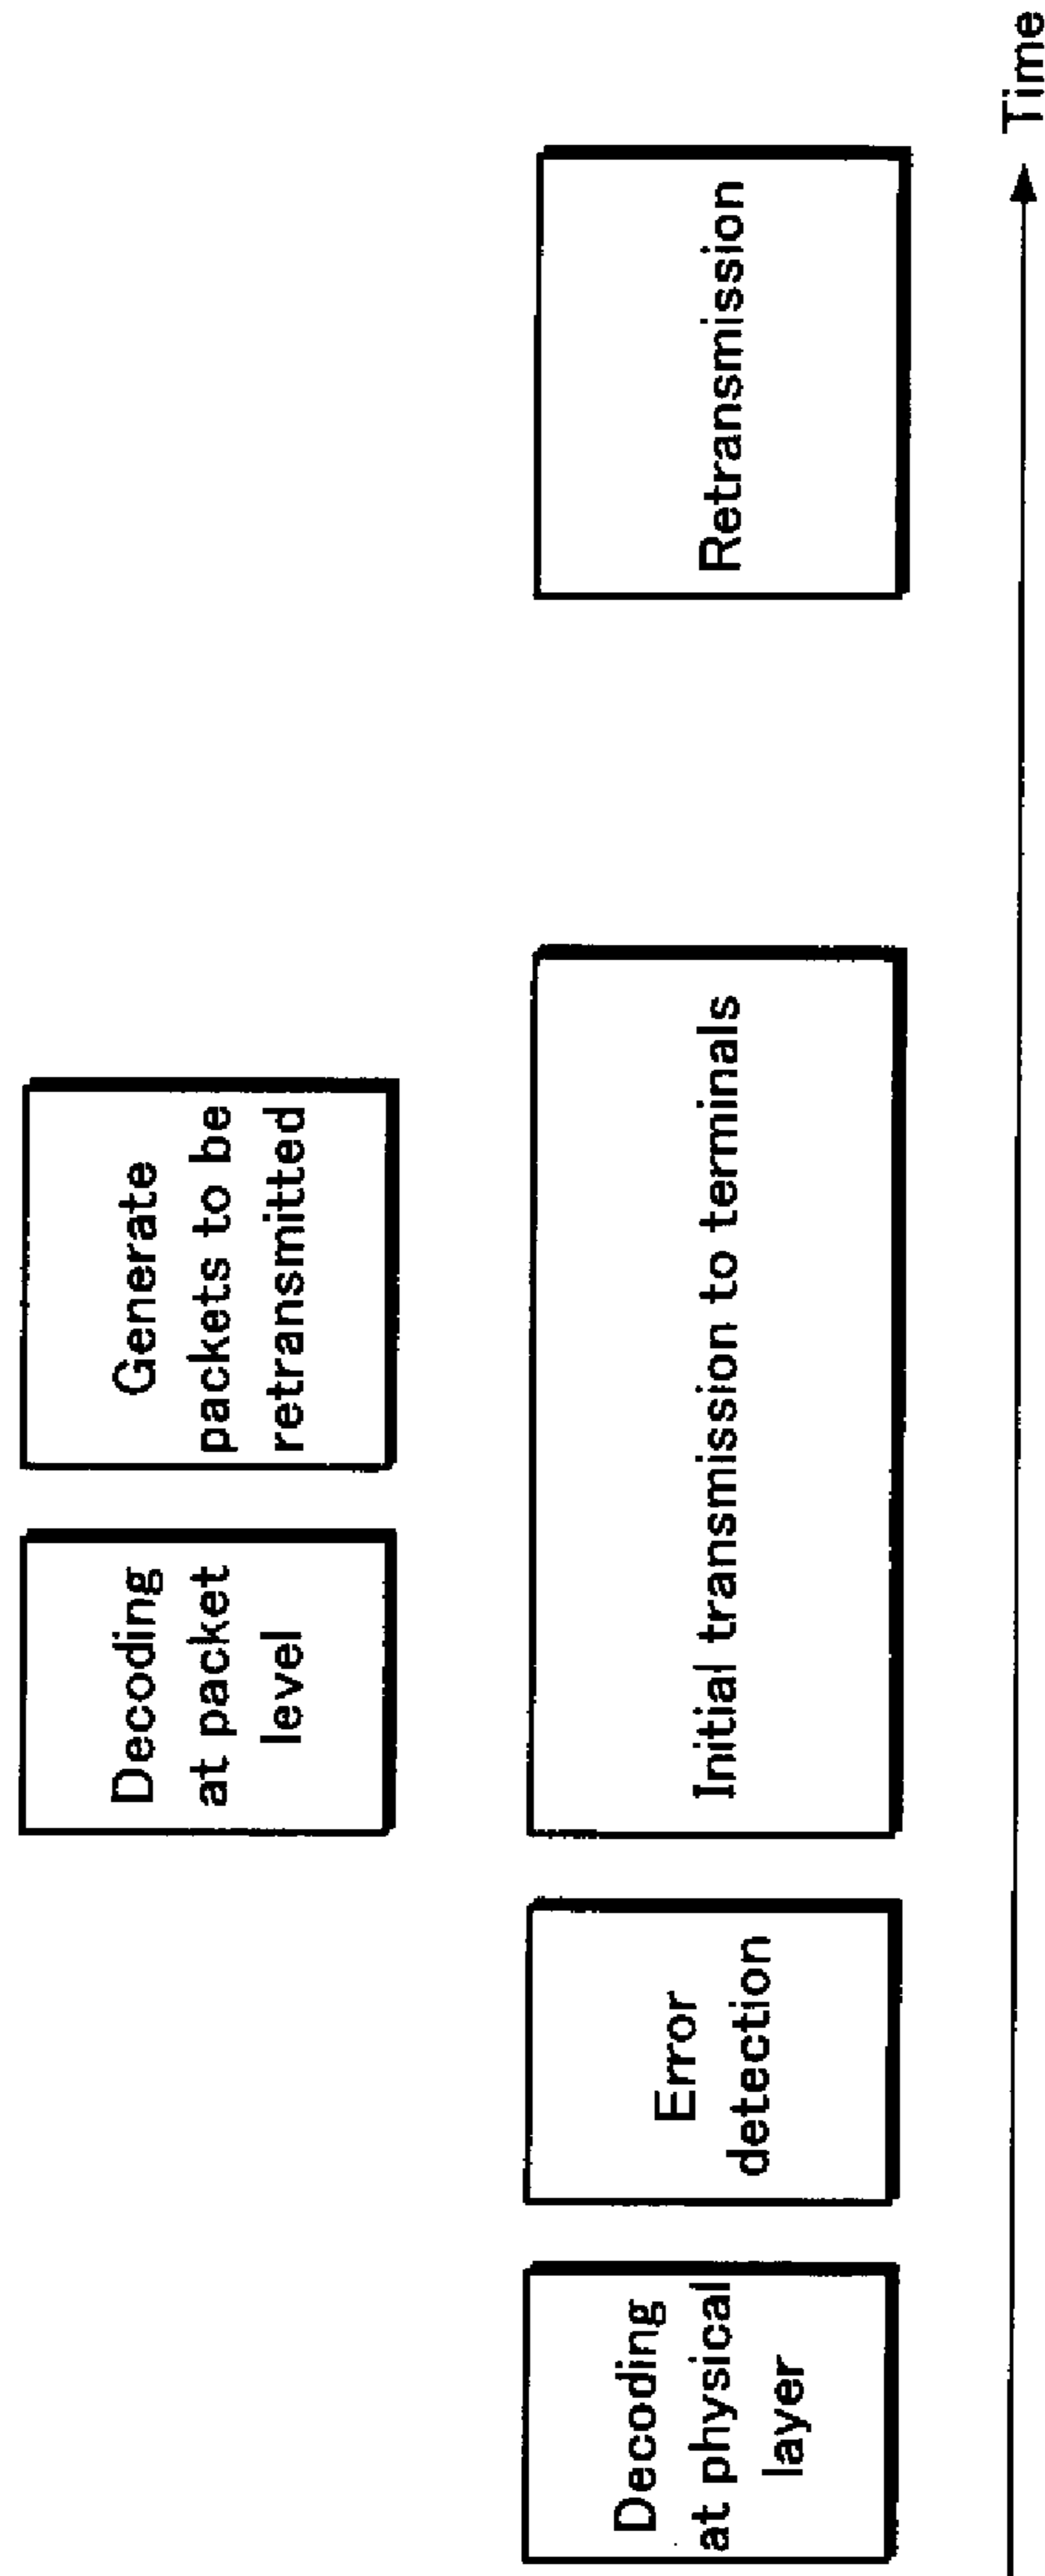 Decoding
at packet
level
Generate
packets to be
retransmitted
Decoding
at physical
layer
Error
detection
Initial transmission to terminals
Retransmission
Time